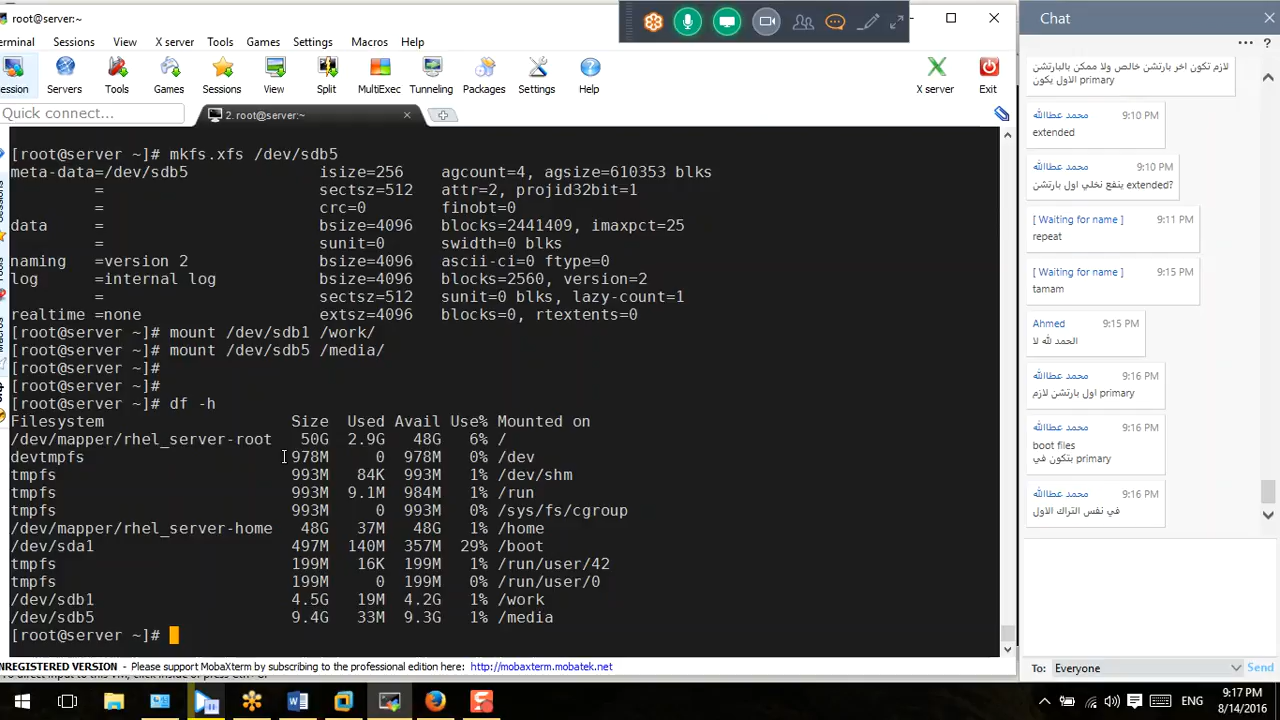 root@server:~
Chat
erminal Sessions View X server Tools Games Settings Macros Help
ession Servers Tools Games Sessions View Split MultiExec Tunneling Packages Settings Help X server Exit
Quick connect...
2. root@server:~
[root@server ~]# mkfs.xfs /dev/sdb5
meta-data=/dev/sdb5 isize=256 agcount=4, agsize=610353 blks
= sectsz=512 attr=2, projid32bit=1
= crc=0 finobt=0
data = bsize=4096 blocks=2441409, imaxpct=25
= sunit=0 swidth=0 blks
naming =version 2 bsize=4096 ascii-ci=0 ftype=0
log =internal log bsize=4096 blocks=2560, version=2
= sectsz=512 sunit=0 blks, lazy-count=1
realtime =none extsz=4096 blocks=0, rtextents=0
[root@server ~]# mount /dev/sdb1 /work/
[root@server ~]# mount /dev/sdb5 /media/
[root@server ~]#
[root@server ~]#
[root@server ~]# df -h
Filesystem Size Used Avail Use% Mounted on
/dev/mapper/rhel_server-root 50G 2.9G 48G 6% /
devtmpfs 978M 0 978M 0% /dev
tmpfs 993M 84K 993M 1% /dev/shm
tmpfs 993M 9.1M 984M 1% /run
tmpfs 993M 0 993M 0% /sys/fs/cgroup
/dev/mapper/rhel_server-home 48G 37M 48G 1% /home
/dev/sda1 497M 140M 357M 29% /boot
tmpfs 199M 16K 199M 1% /run/user/42
tmpfs 199M 0 199M 0% /run/user/0
/dev/sdb1 4.5G 19M 4.2G 1% /work
/dev/sdb5 9.4G 33M 9.3G 1% /media
[root@server ~]#
NREGISTERED VERSION - Please support MobaXterm by subscribing to the professional edition here: http://mobaxterm.mobatek.net
لازم تكون اخر بارتشن خالص ولا ممكن بالبارتشن
الاول يكون primary
محمد عطاالله 9:10 PM
extended
محمد عطاالله 9:10 PM
ينفع نخلي اول بارتشن extended?
[ Waiting for name ] 9:11 PM
repeat
[ Waiting for name ] 9:15 PM
tamam
Ahmed 9:15 PM
الحمد لله لا
محمد عطاالله 9:16 PM
اول بارتشن لازم primary
محمد عطاالله 9:16 PM
boot files
بتكون في primary
محمد عطاالله 9:16 PM
في نفس التراك الاول
To: Everyone Send
ENG
9:17 PM
8/14/2016